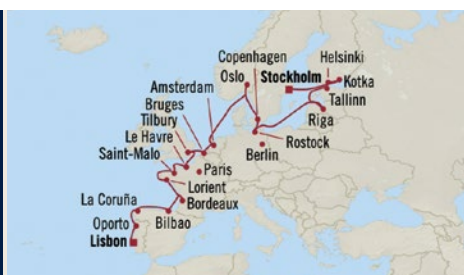 Copenhagen
Helsinki
Oslo
Stockholm
Kotka
Amsterdam
Tallinn
Bruges
Tilbury
Riga
Le Havre
Rostock
Saint-Malo
Paris
Berlin
Lorient
La Coruña
Bordeaux
Oporto
Bilbao
Lisbon